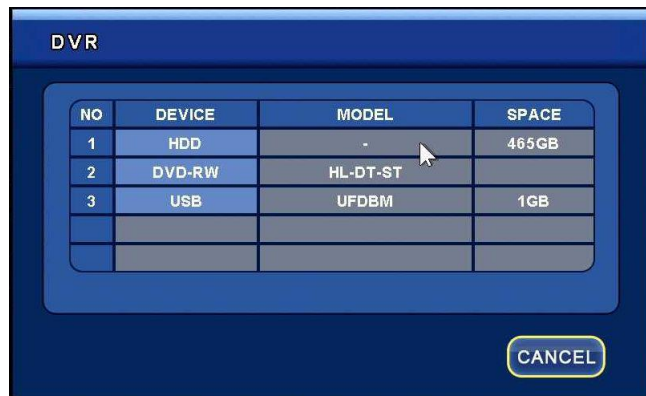 DVR
NO DEVICE MODEL SPACE
1 HDD - 465GB
2 DVD-RW HL-DT-ST
3 USB UFDBM 1GB
CANCEL